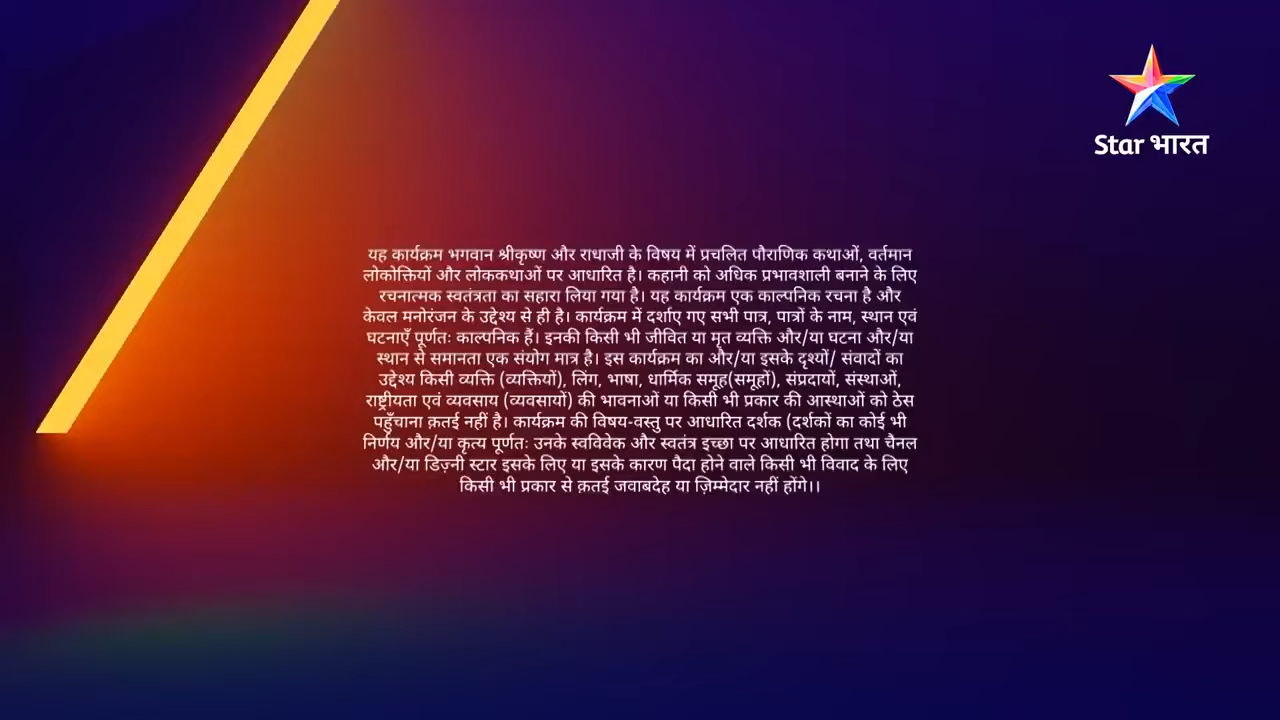 Star भारत
यह कार्यक्रम भगवान श्रीकृष्ण और राधाजी के विषय में प्रचलित पौराणिक कथाओं, वर्तमान
लोकोक्तियों और लोककथाओं पर आधारित है। कहानी को अधिक प्रभावशाली बनाने के लिए
रचनात्मक स्वतंत्रता का सहारा लिया गया है। यह कार्यक्रम एक काल्पनिक रचना है और
केवल मनोरंजन के उद्देश्य से ही है। कार्यक्रम में दर्शाए गए सभी पात्र, पात्रों के नाम, स्थान एवं
घटनाएँ पूर्णतः काल्पनिक हैं। इनकी किसी भी जीवित या मृत व्यक्ति और/या घटना और/या
स्थान से समानता एक संयोग मात्र है। इस कार्यक्रम का और/या इसके दृश्यों/ संवादों का
उद्देश्य किसी व्यक्ति (व्यक्तियों), लिंग, भाषा, धार्मिक समूह(समूहों), संप्रदायों, संस्थाओं,
राष्ट्रीयता एवं व्यवसाय (व्यवसायों) की भावनाओं या किसी भी प्रकार की आस्थाओं को ठेस
पहुँचाना क़तई नहीं है। कार्यक्रम की विषय-वस्तु पर आधारित दर्शक (दर्शकों का कोई भी
निर्णय और/या कृत्य पूर्णतः उनके स्वविवेक और स्वतंत्र इच्छा पर आधारित होगा तथा चैनल
और/या डिज़्नी स्टार इसके लिए या इसके कारण पैदा होने वाले किसी भी विवाद के लिए
किसी भी प्रकार से क़तई जवाबदेह या ज़िम्मेदार नहीं होंगे।।